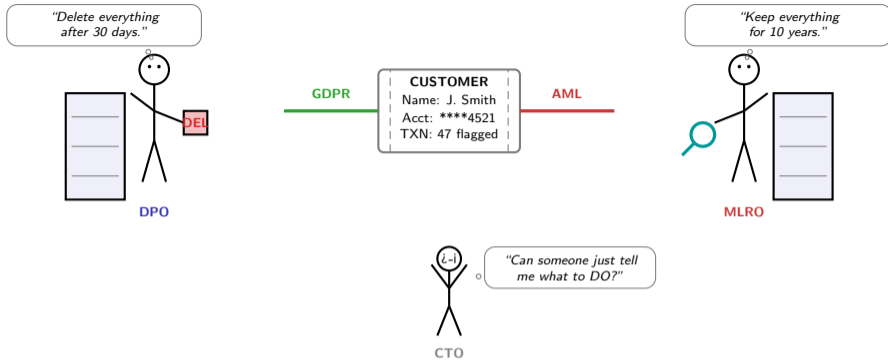 “Delete everything
after 30 days.”
“Keep everything
for 10 years.”
GDPR
CUSTOMER
Name: J. Smith
Acct: ****4521
TXN: 47 flagged
AML
DEL
DPO
MLRO
¿-¡
“Can someone just tell
me what to DO?”
CTO